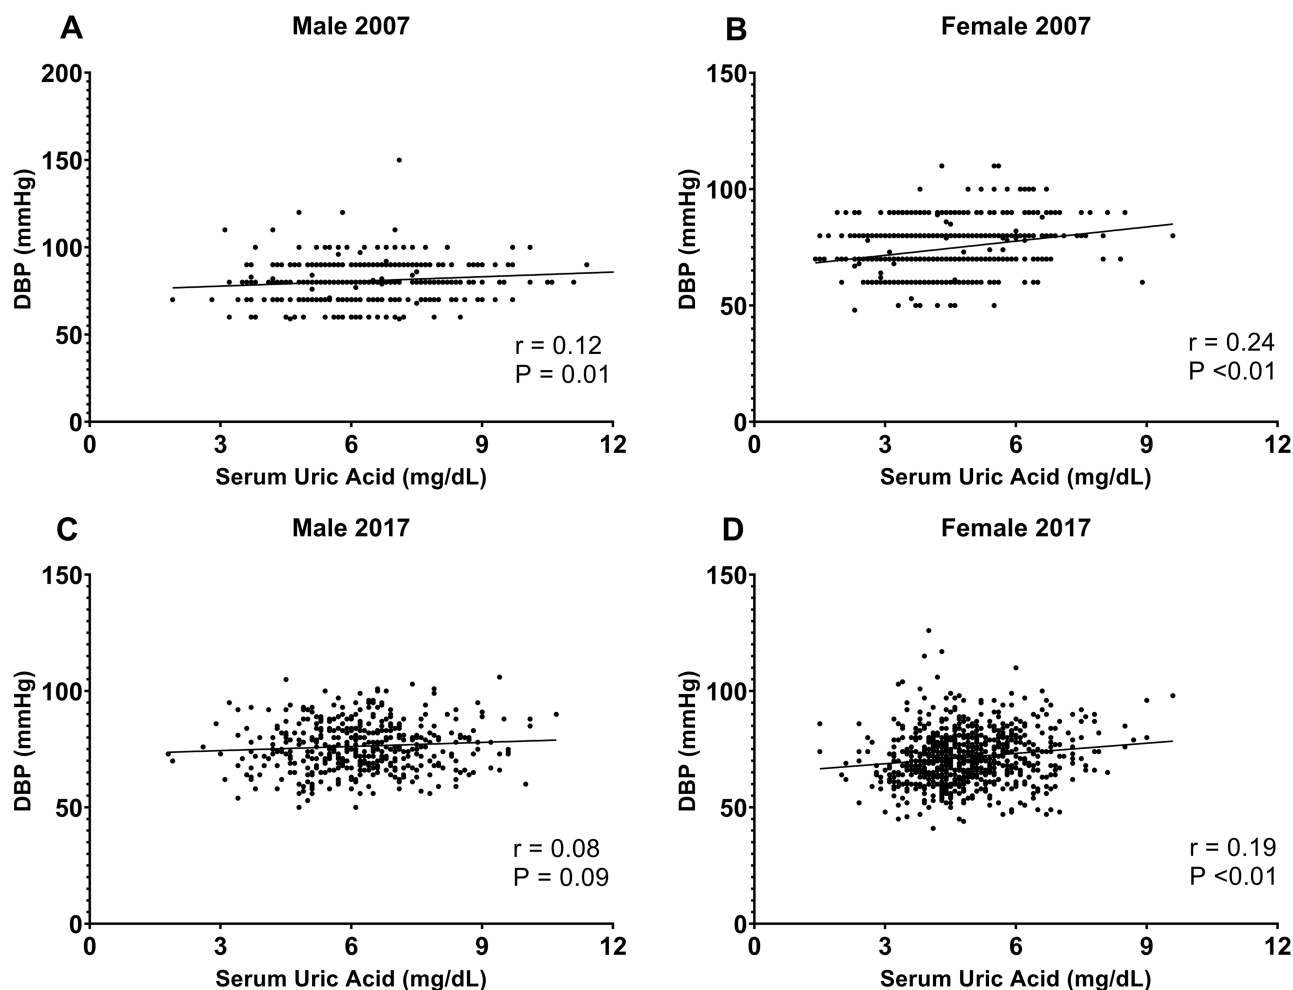 A
Male 2007
200
150
100
50
0
DBP (mmHg)
r = 0.12
P = 0.01
0 3 6 9 12
Serum Uric Acid (mg/dL)
B
Female 2007
150
100
50
0
DBP (mmHg)
r = 0.24
P <0.01
0 3 6 9 12
Serum Uric Acid (mg/dL)
C
Male 2017
150
100
50
0
DBP (mmHg)
r = 0.08
P = 0.09
0 3 6 9 12
Serum Uric Acid (mg/dL)
D
Female 2017
150
100
50
0
DBP (mmHg)
r = 0.19
P <0.01
0 3 6 9 12
Serum Uric Acid (mg/dL)